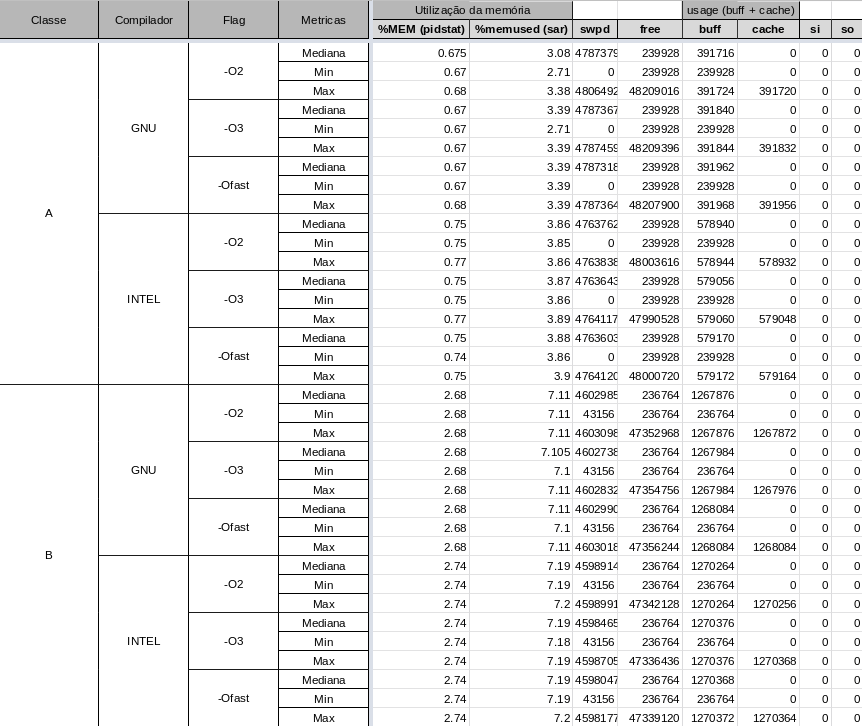 Classe Compilador Flag Metricas Utilização da memória usage (buff + cache)
%MEM (pidstat) %memused (sar) swpd free buff cache si so
A GNU -O2 Mediana 0.675 3.08 4787379 239928 391716 0 0 0
Min 0.67 2.71 0 239928 239928 0 0 0
Max 0.68 3.38 4806492 48209016 391724 391720 0 0
-O3 Mediana 0.67 3.39 4787367 239928 391840 0 0 0
Min 0.67 2.71 0 239928 239928 0 0 0
Max 0.67 3.39 4787459 48209396 391844 391832 0 0
-Ofast Mediana 0.67 3.39 4787318 239928 391962 0 0 0
Min 0.67 3.39 0 239928 239928 0 0 0
Max 0.68 3.39 4787364 48207900 391968 391956 0 0
INTEL -O2 Mediana 0.75 3.86 4763762 239928 578940 0 0 0
Min 0.75 3.85 0 239928 239928 0 0 0
Max 0.77 3.86 4763838 48003616 578944 578932 0 0
-O3 Mediana 0.75 3.87 4763643 239928 579056 0 0 0
Min 0.75 3.86 0 239928 239928 0 0 0
Max 0.77 3.89 4764117 47990528 579060 579048 0 0
-Ofast Mediana 0.75 3.88 4763603 239928 579170 0 0 0
Min 0.74 3.86 0 239928 239928 0 0 0
Max 0.75 3.9 4764120 48000720 579172 579164 0 0
B GNU -O2 Mediana 2.68 7.11 4602985 236764 1267876 0 0 0
Min 2.68 7.11 43156 236764 236764 0 0 0
Max 2.68 7.11 4603098 47352968 1267876 1267872 0 0
-O3 Mediana 2.68 7.105 4602738 236764 1267984 0 0 0
Min 2.68 7.1 43156 236764 236764 0 0 0
Max 2.68 7.11 4602832 47354756 1267984 1267976 0 0
-Ofast Mediana 2.68 7.11 4602990 236764 1268084 0 0 0
Min 2.68 7.1 43156 236764 236764 0 0 0
Max 2.68 7.11 4603018 47356244 1268084 1268084 0 0
INTEL -O2 Mediana 2.74 7.19 4598914 236764 1270264 0 0 0
Min 2.74 7.19 43156 236764 236764 0 0 0
Max 2.74 7.2 4598991 47342128 1270264 1270256 0 0
-O3 Mediana 2.74 7.19 4598465 236764 1270376 0 0 0
Min 2.74 7.18 43156 236764 236764 0 0 0
Max 2.74 7.19 4598705 47336436 1270376 1270368 0 0
-Ofast Mediana 2.74 7.19 4598047 236764 1270368 0 0 0
Min 2.74 7.19 43156 236764 236764 0 0 0
Max 2.74 7.2 4598177 47339120 1270372 1270364 0 0